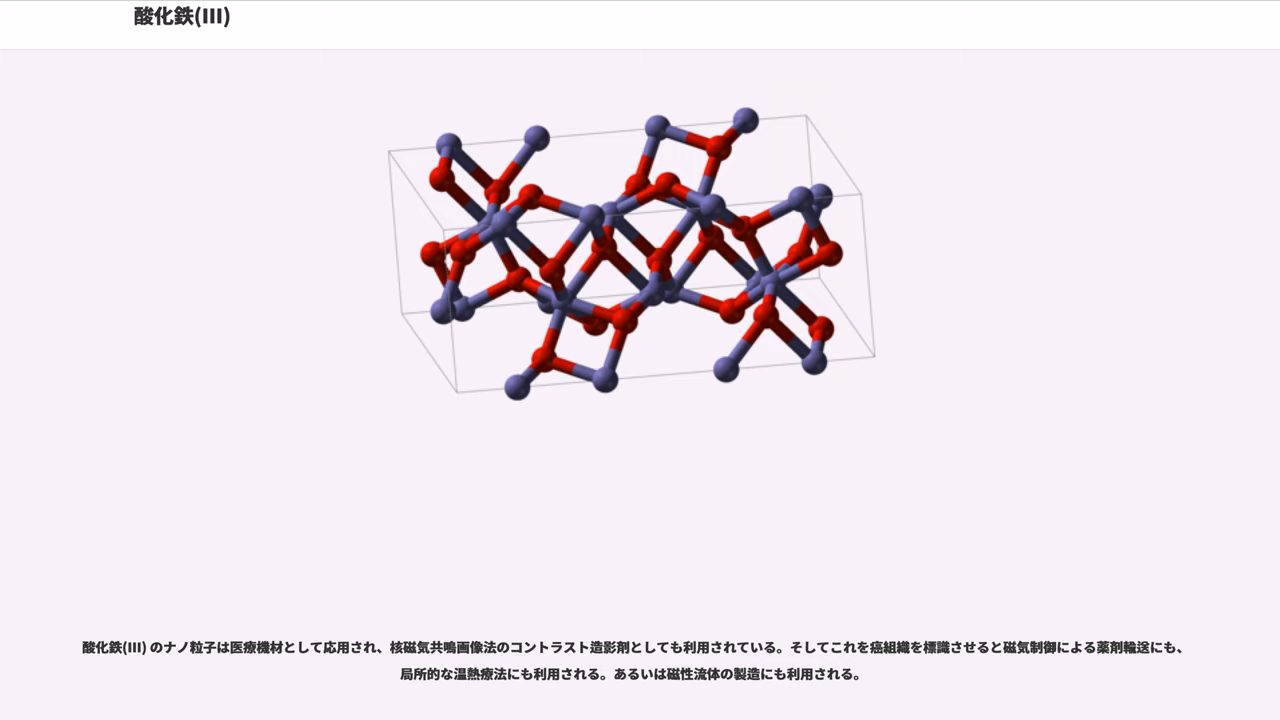 酸化鉄(III)
酸化鉄(III) のナノ粒子は医療機材として応用され、核磁気共鳴画像法のコントラスト造影剤としても利用されている。そしてこれを癌組織を標識させると磁気制御による薬剤輸送にも、
局所的な温熱療法にも利用される。あるいは磁性流体の製造にも利用される。